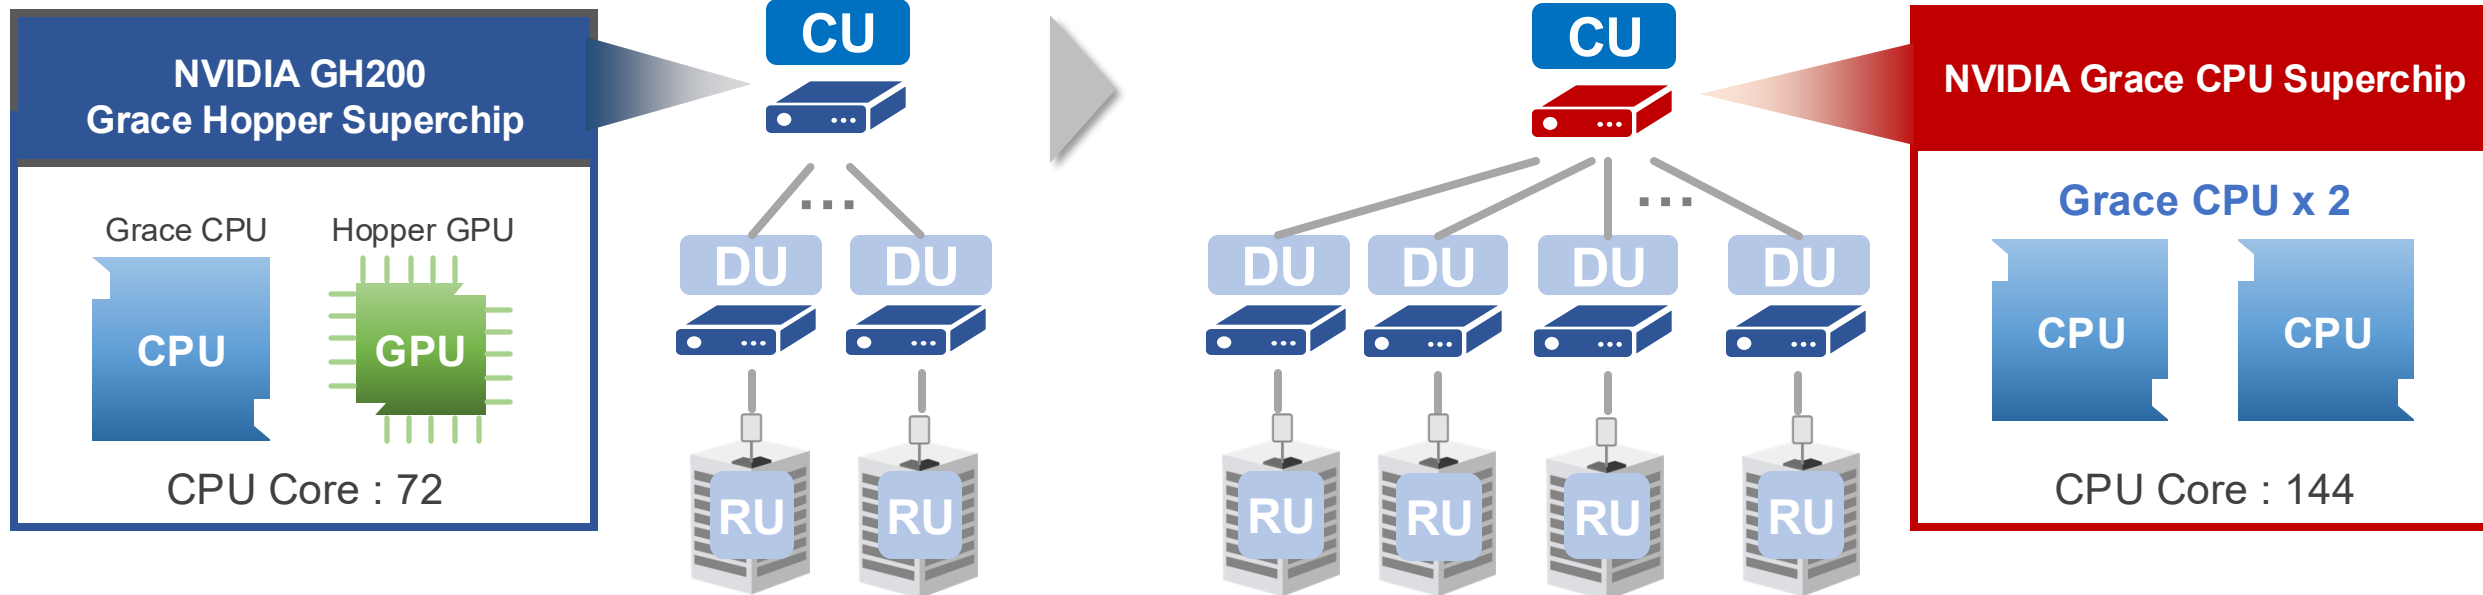 NVIDIA GH200
Grace Hopper Superchip
Grace CPU
Hopper GPU
CPU
GPU
CPU Core : 72
CU
...
DU
DU
RU
RU
CU
...
DU
DU
DU
DU
RU
RU
RU
RU
NVIDIA Grace CPU Superchip
Grace CPU x 2
CPU
CPU
CPU Core : 144